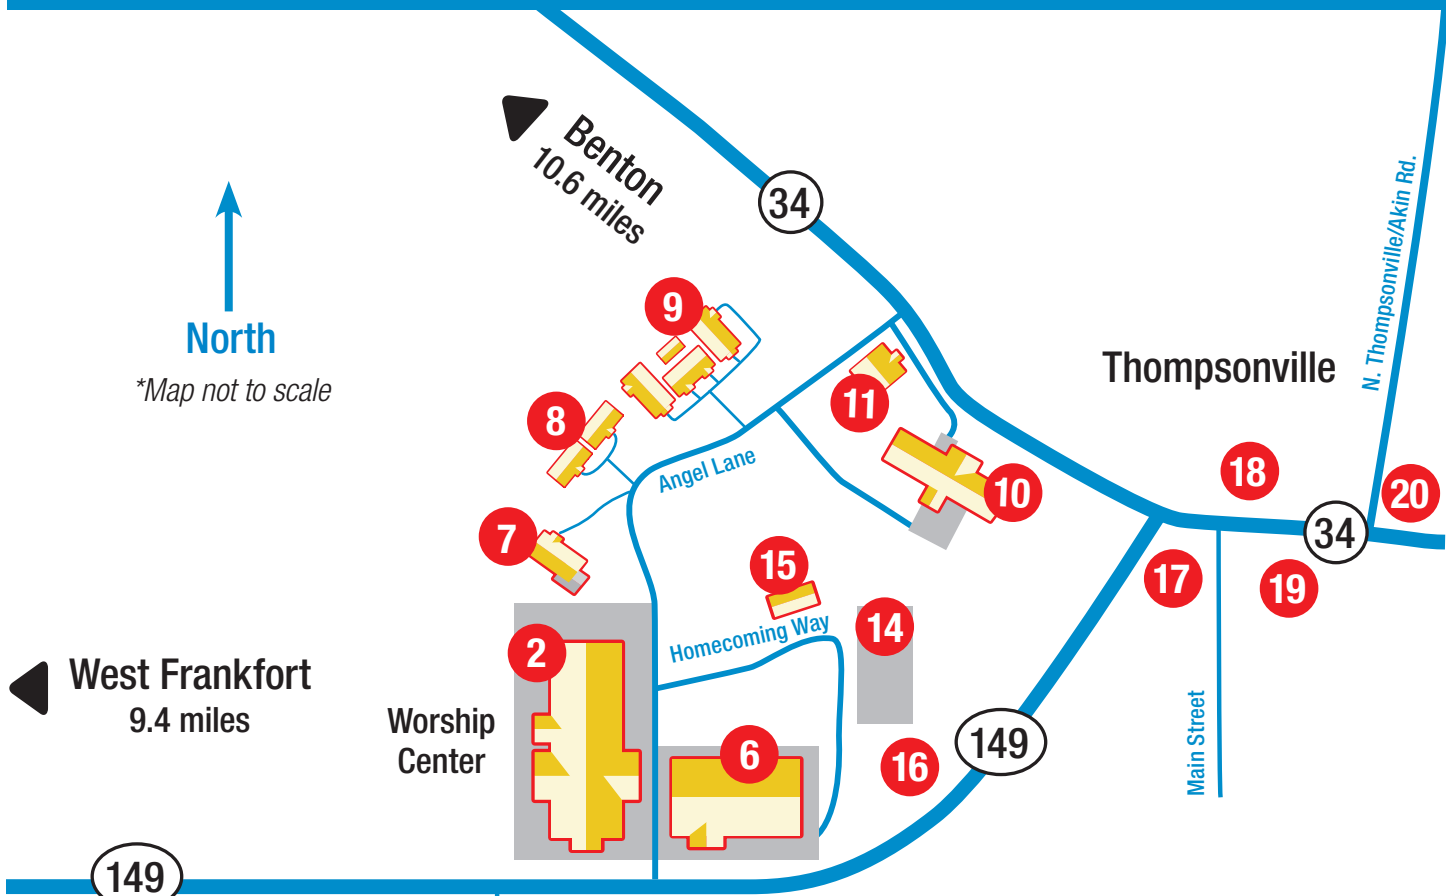 Benton
10.6 miles
34
North
*Map not to scale
N. Thompsonville/Akin Rd.
Thompsonville
9
11
8
Angel Lane
18
10
20
7
34
15
17
19
Homecoming Way
14
2
West Frankfort
9.4 miles
Worship
Center
149
6
16
Main Street
149